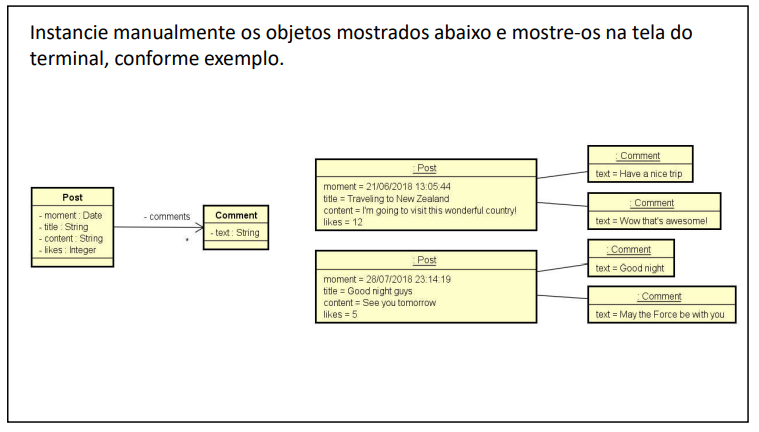 Instancie manualmente os objetos mostrados abaixo e mostre-os na tela do
terminal, conforme exemplo.
Post
- moment : Date
- title : String
- content : String
- likes : Integer
- comments
*
Comment
- text : String
: Post
moment = 21/06/2018 13:05:44
title = Traveling to New Zealand
content = I'm going to visit this wonderful country!
likes = 12
: Comment
text = Have a nice trip
: Comment
text = Wow that's awesome!
: Post
moment = 28/07/2018 23:14:19
title = Good night guys
content = See you tomorrow
likes = 5
: Comment
text = Good night
: Comment
text = May the Force be with you